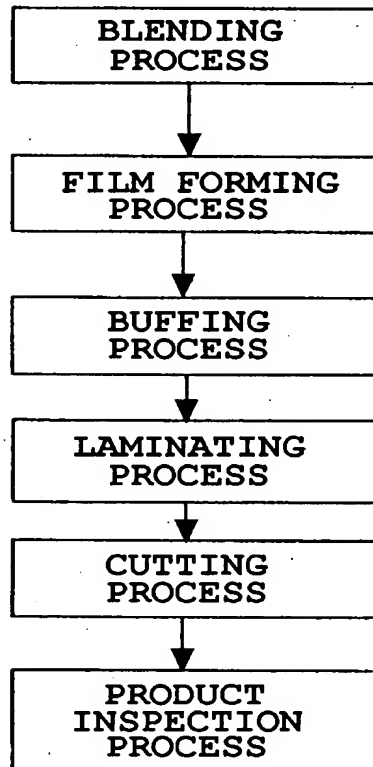 BLENDING
PROCESS
FILM FORMING
PROCESS
BUFFING
PROCESS
LAMINATING
PROCESS
CUTTING
PROCESS
PRODUCT
INSPECTION
PROCESS